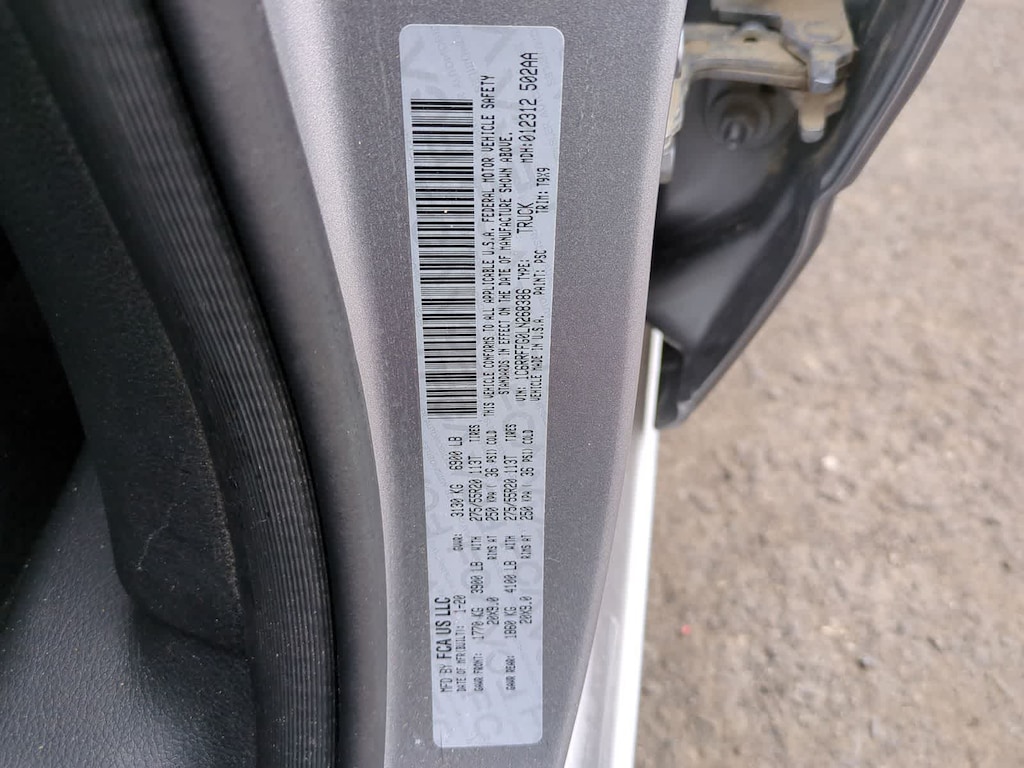 MFD BY FCA US LLC
DATE OF MFR(BUILT): 1-20 GVWR: 3130 KG 6900 LB
GAWR FRONT: 1770 KG 3900 LB WITH 275/55R20 113T TIRES
20X9.0 RIMS AT 250 KPA( 36 PSI) COLD
GAWR REAR: 1860 KG 4100 LB WITH 275/55R20 113T TIRES
20X9.0 RIMS AT 250 KPA( 36 PSI) COLD
THIS VEHICLE CONFORMS TO ALL APPLICABLE U.S.A. FEDERAL MOTOR VEHICLE SAFETY
STANDARDS IN EFFECT ON THE DATE OF MANUFACTURE SHOWN ABOVE.
VIN: 1C6RRFFG0LN268386 TYPE: TRUCK MDH:012312 502AA
VEHICLE MADE IN U.S.A. PAINT: PSC TRIM: T9X9